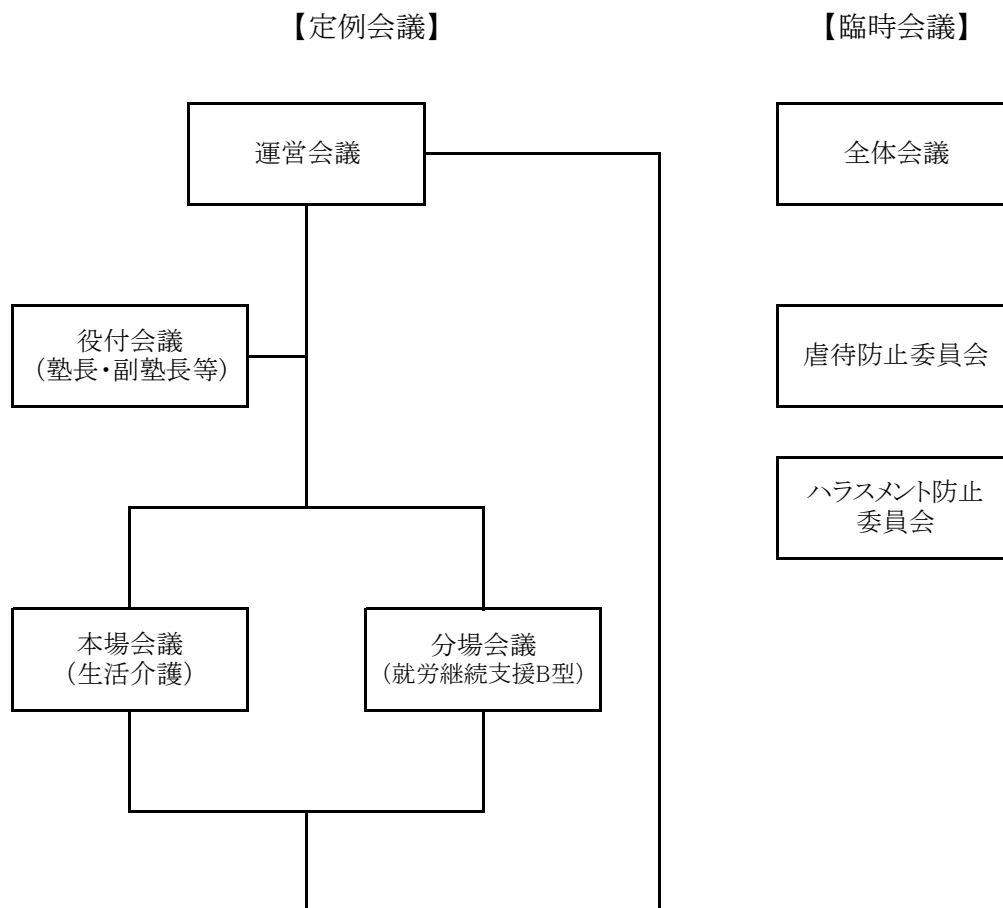 【定例会議】
【臨時会議】
運営会議
全体会議
役付会議
(塾長・副塾長等)
虐待防止委員会
ハラスメント防止
委員会
本場会議
(生活介護)
分場会議
(就労継続支援B型)